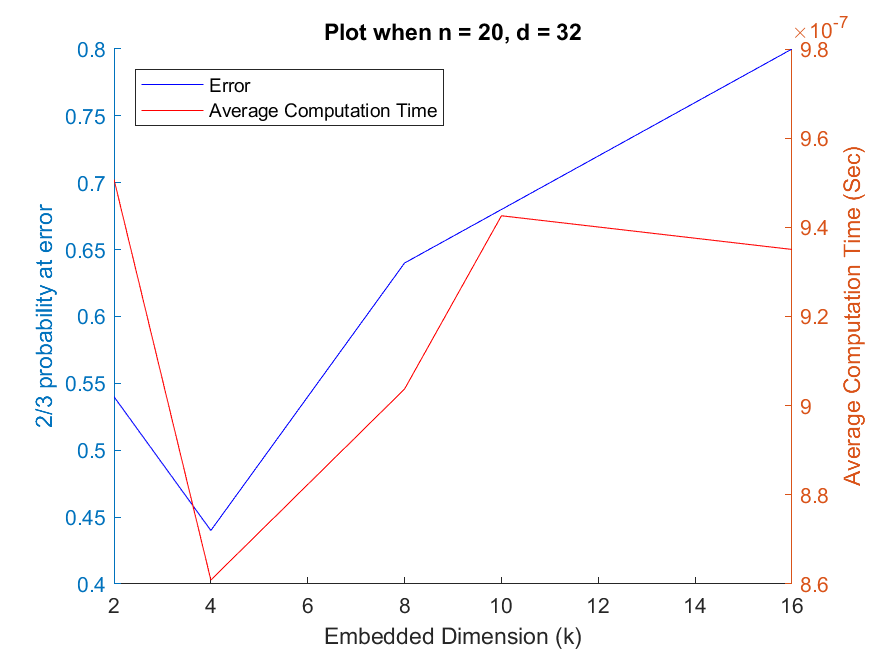 Plot when n = 20, d = 32
×10-7
Error
Average Computation Time
2/3 probability at error
0.8
0.75
0.7
0.65
0.6
0.55
0.5
0.45
0.4
9.8
9.6
9.4
9.2
9
8.8
8.6
Average Computation Time (Sec)
2 4 6 8 10 12 14 16
Embedded Dimension (k)